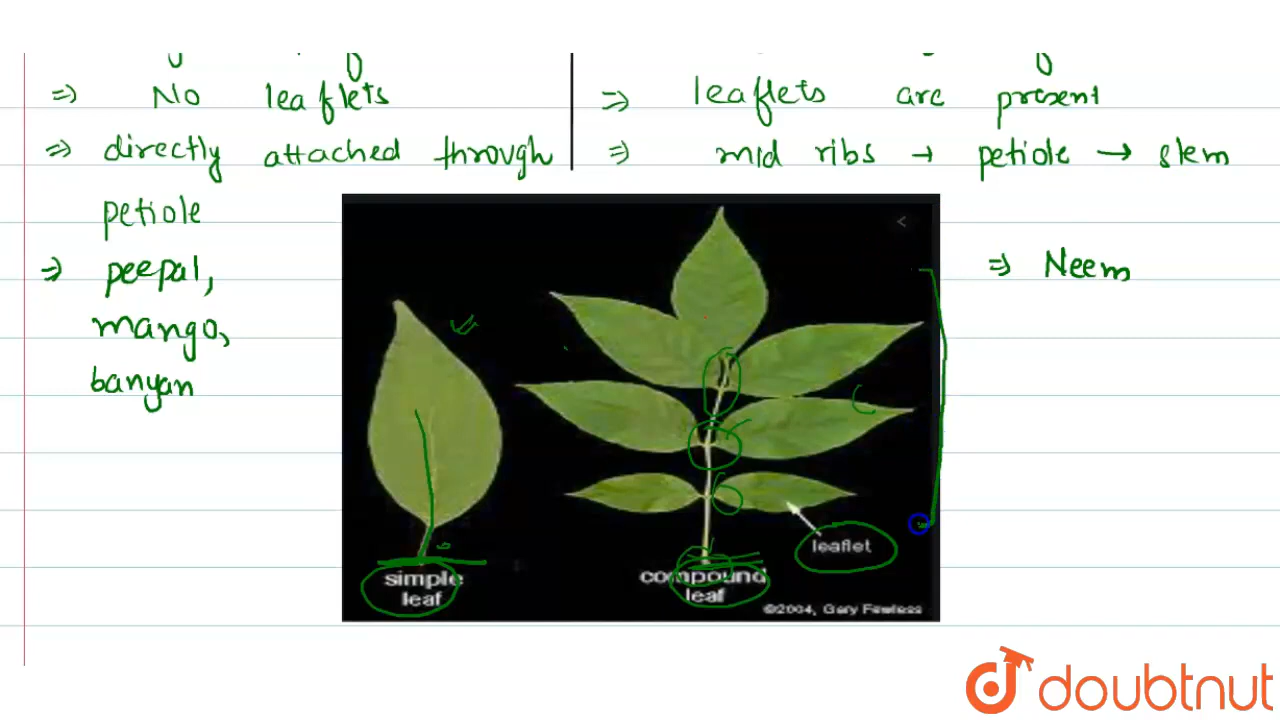 ⇒ No leaflets
⇒ directly attached through
petiole
⇒ peepal,
mango,
banyan
⇒ leaflets are present
⇒ mid ribs → petiole → stem
⇒ Neem
leaflet
simple
leaf
compound
leaf
©2004, Gary Fewless
doubtnut